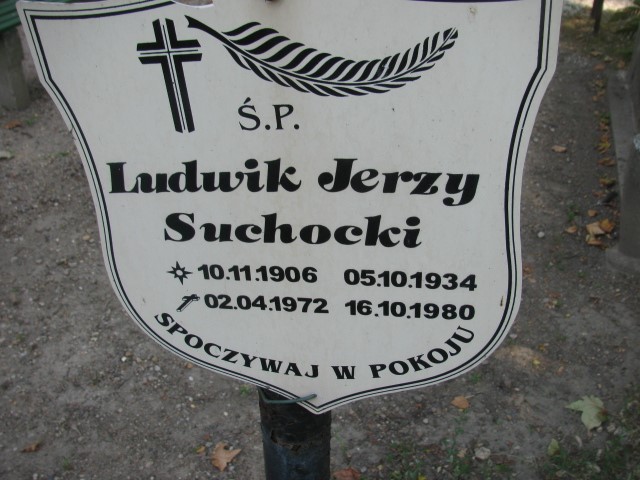 Ś.P.
Ludwik Jerzy
Suchocki
10.11.1906 05.10.1934
02.04.1972 16.10.1980
SPOCZYWAJ W POKOJU